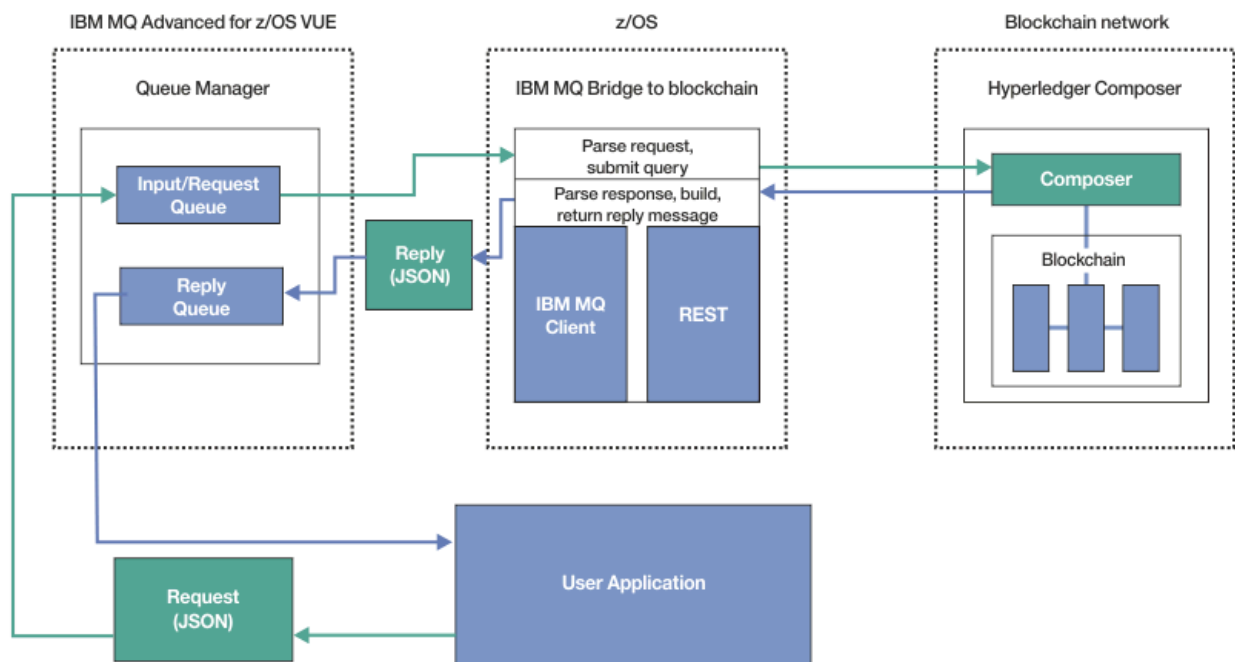 IBM MQ Advanced for z/OS VUE
z/OS
Blockchain network
Queue Manager
IBM MQ Bridge to blockchain
Hyperledger Composer
Input/Request
Queue
Parse request,
submit query
Composer
Parse response, build,
return reply message
Reply
(JSON)
Reply
Queue
IBM MQ
Client
REST
Blockchain
User Application
Request
(JSON)